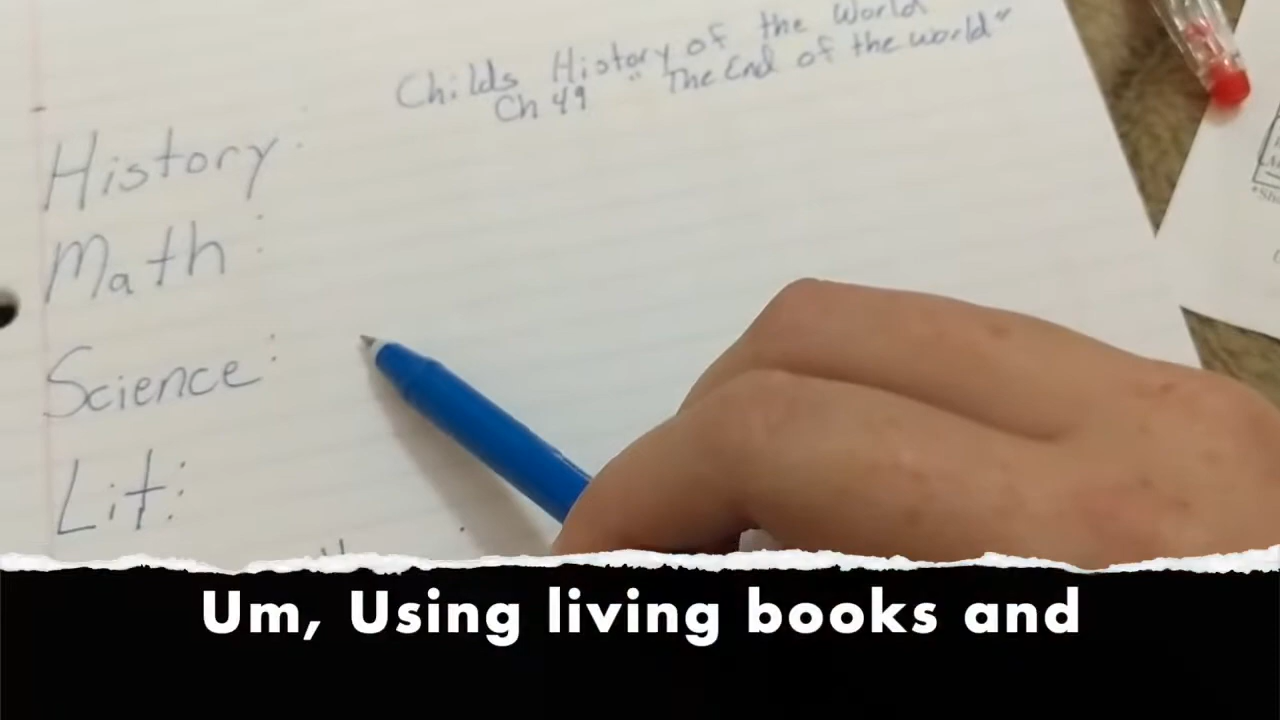 Childs History of the World
Ch 49 " The End of the world"
History:
Math:
Science:
Lit:
Um, Using living books and